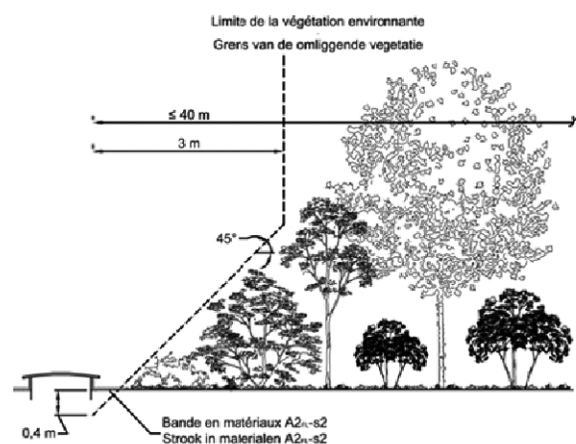 Limite de la végétation environnante
Grens van de omliggende vegetatie
≤ 40 m
3 m
45°
0,4 m
Bande en matériaux A2FL-s2
Strook in materialen A2FL-s2